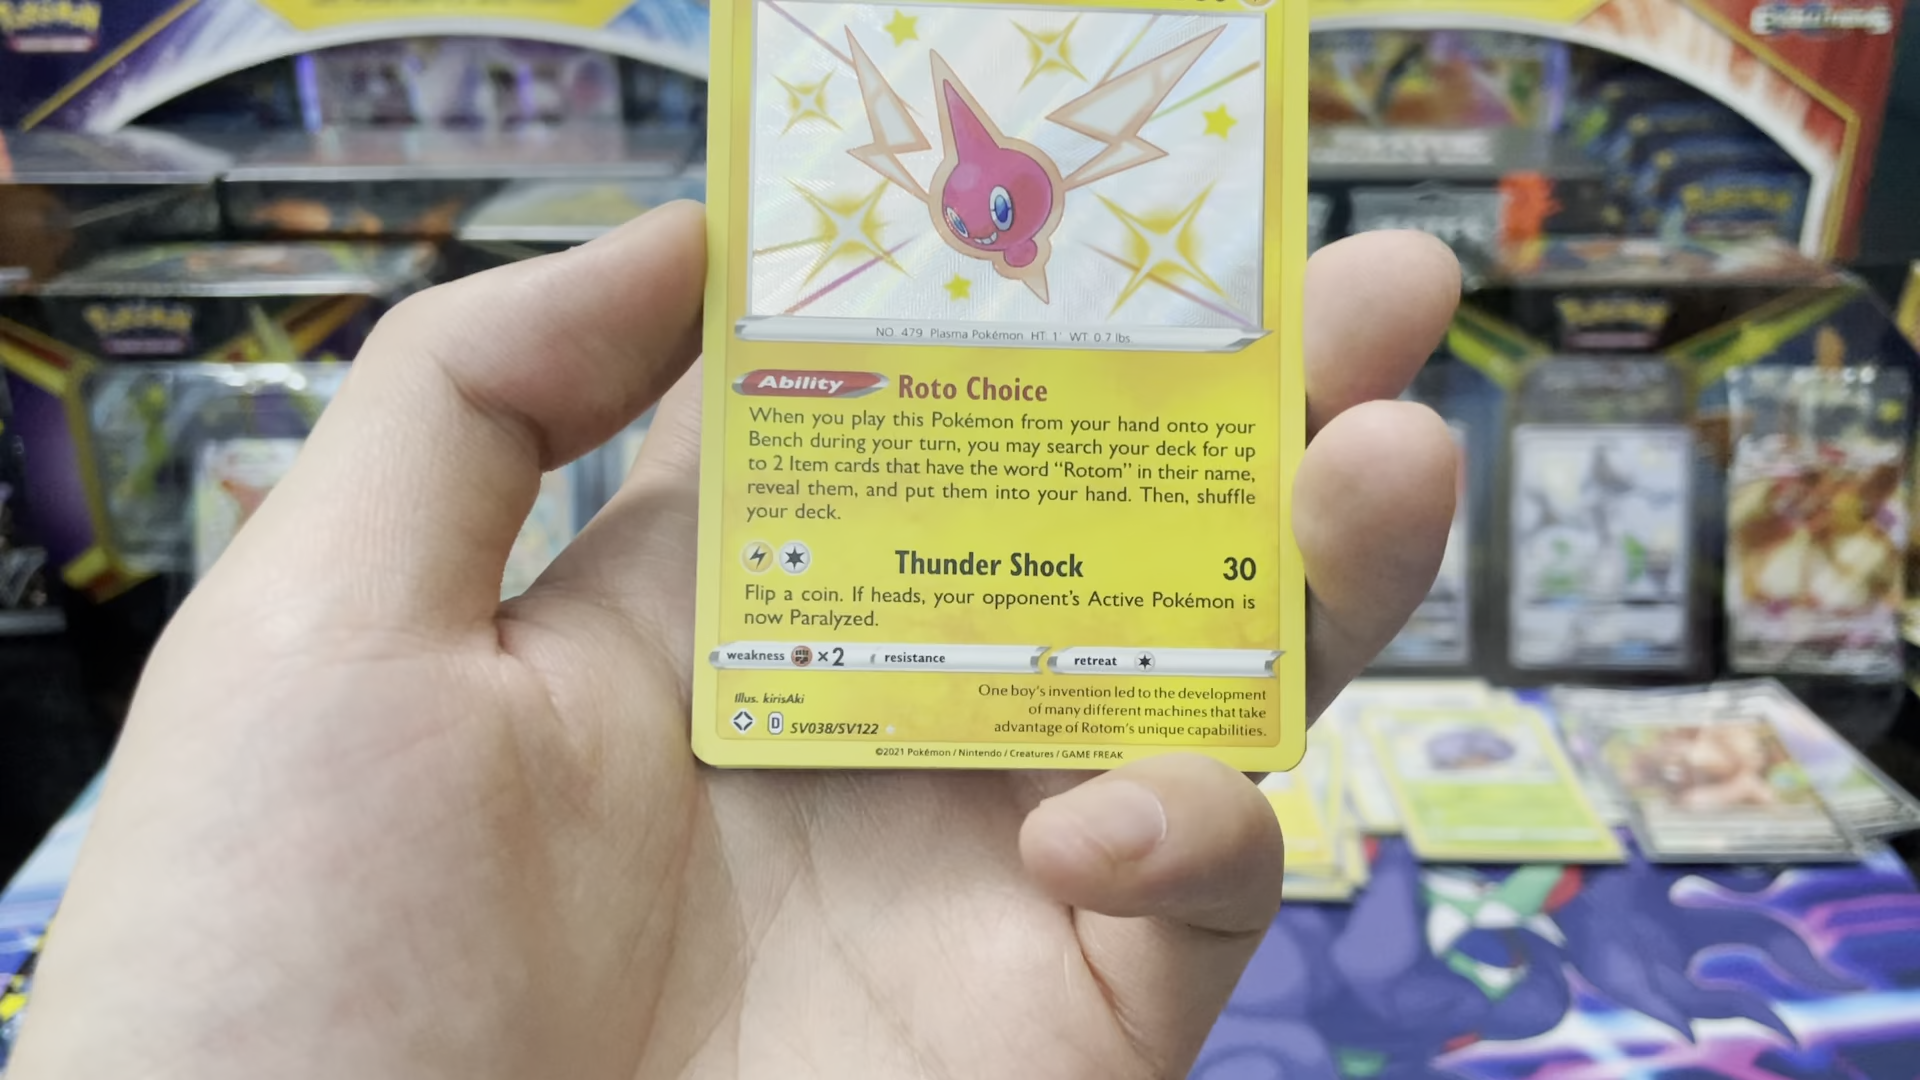 NO. 479 Plasma Pokémon HT: 1' WT: 0.7 lbs.
Ability Roto Choice
When you play this Pokémon from your hand onto your
Bench during your turn, you may search your deck for up
to 2 Item cards that have the word “Rotom” in their name,
reveal them, and put them into your hand. Then, shuffle
your deck.
Thunder Shock 30
Flip a coin. If heads, your opponent's Active Pokémon is
now Paralyzed.
weakness ×2 resistance retreat
Illus. kirisAki
D SV038/SV122
One boy's invention led to the development
of many different machines that take
advantage of Rotom's unique capabilities.
©2021 Pokémon / Nintendo / Creatures / GAME FREAK